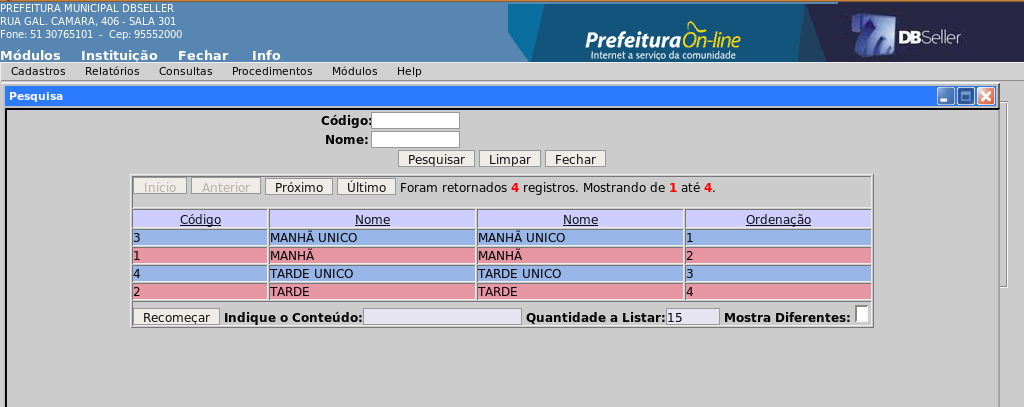 PREFEITURA MUNICIPAL DBSELLER
RUA GAL. CAMARA, 406 - SALA 301
Fone: 51 30765101 - Cep: 95552000
PrefeituraOn-line
Internet a serviço da comunidade
DBSeller
Módulos Instituição Fechar Info
Cadastros Relatórios Consultas Procedimentos Módulos Help
Pesquisa
Código:
Nome:
Pesquisar Limpar Fechar
Início Anterior Próximo Último Foram retornados 4 registros. Mostrando de 1 até 4.
Código Nome Nome Ordenação
3 MANHÃ UNICO MANHÃ UNICO 1
1 MANHÃ MANHÃ 2
4 TARDE UNICO TARDE UNICO 3
2 TARDE TARDE 4
Recomeçar Indique o Conteúdo: Quantidade a Listar: 15 Mostra Diferentes: